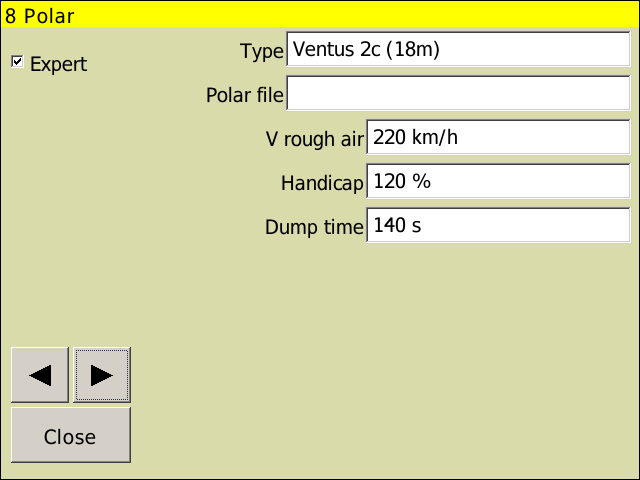 8 Polar
Expert
Type Ventus 2c (18m)
Polar file
V rough air 220 km/h
Handicap 120 %
Dump time 140 s
Close